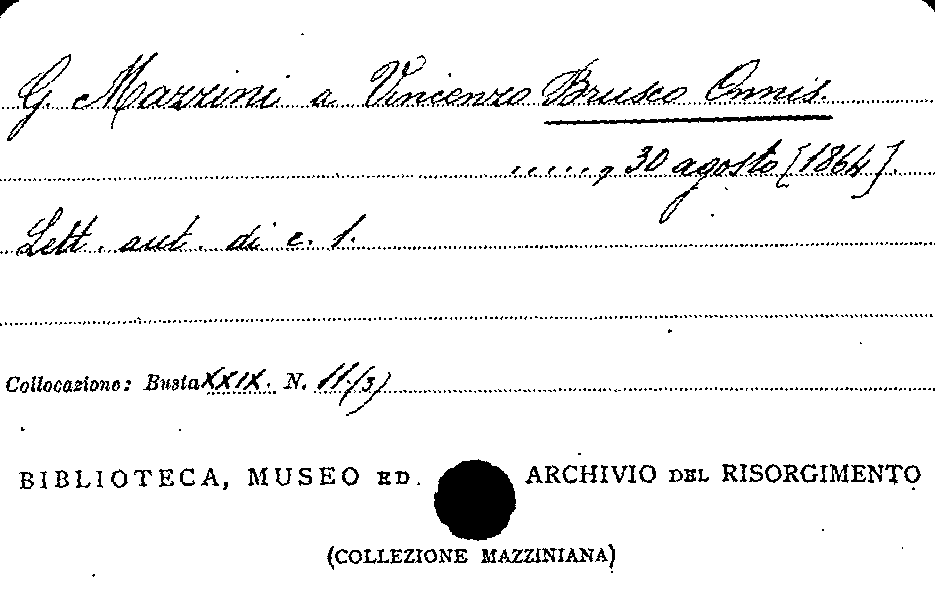 G. Mazzini a Vincenzo Brusco Onnis.
....., 30 agosto [1864].
Lett. aut. di c. 1.
Collocazione: Busta XXIX. N. 11(3)
BIBLIOTECA, MUSEO ED. ARCHIVIO DEL RISORGIMENTO
(COLLEZIONE MAZZINIANA)